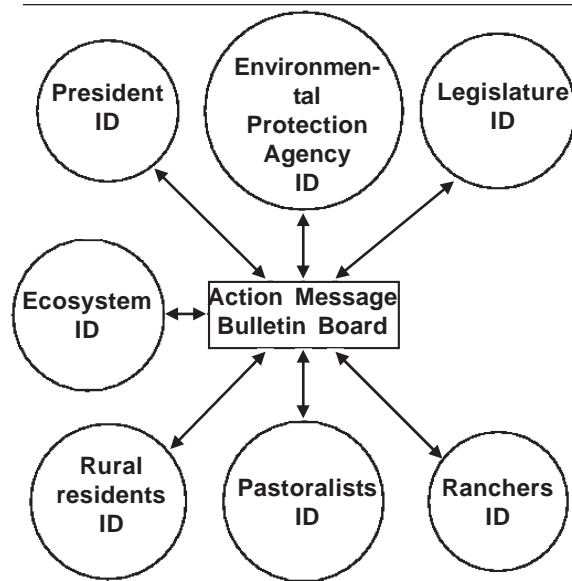 President
ID
Environmen-
tal
Protection
Agency
ID
Legislature
ID
Ecosystem
ID
Action Message
Bulletin Board
Rural
residents
ID
Pastoralists
ID
Ranchers
ID